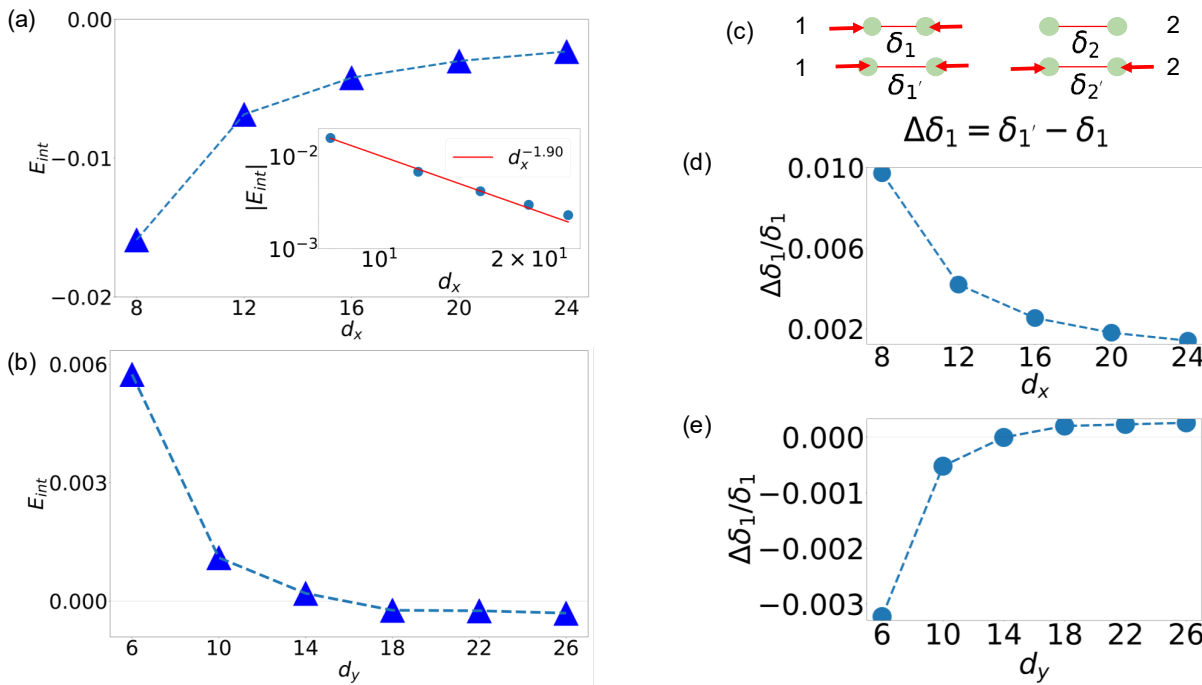 (a)
0.00
−0.01
−0.02
E_int
8 12 16 20 24
d_x
10^−2
10^−3
|E_int|
d_x^−1.90
10^1 2 × 10^1
d_x
(b)
0.006
0.003
0.000
E_int
6 10 14 18 22 26
d_y
(c)
1 δ_1 δ_2 2
1 δ_1′ δ_2′ 2
Δδ_1 = δ_1′ − δ_1
(d)
0.010
0.006
0.002
Δδ_1/δ_1
8 12 16 20 24
d_x
(e)
0.000
−0.001
−0.002
−0.003
Δδ_1/δ_1
6 10 14 18 22 26
d_y